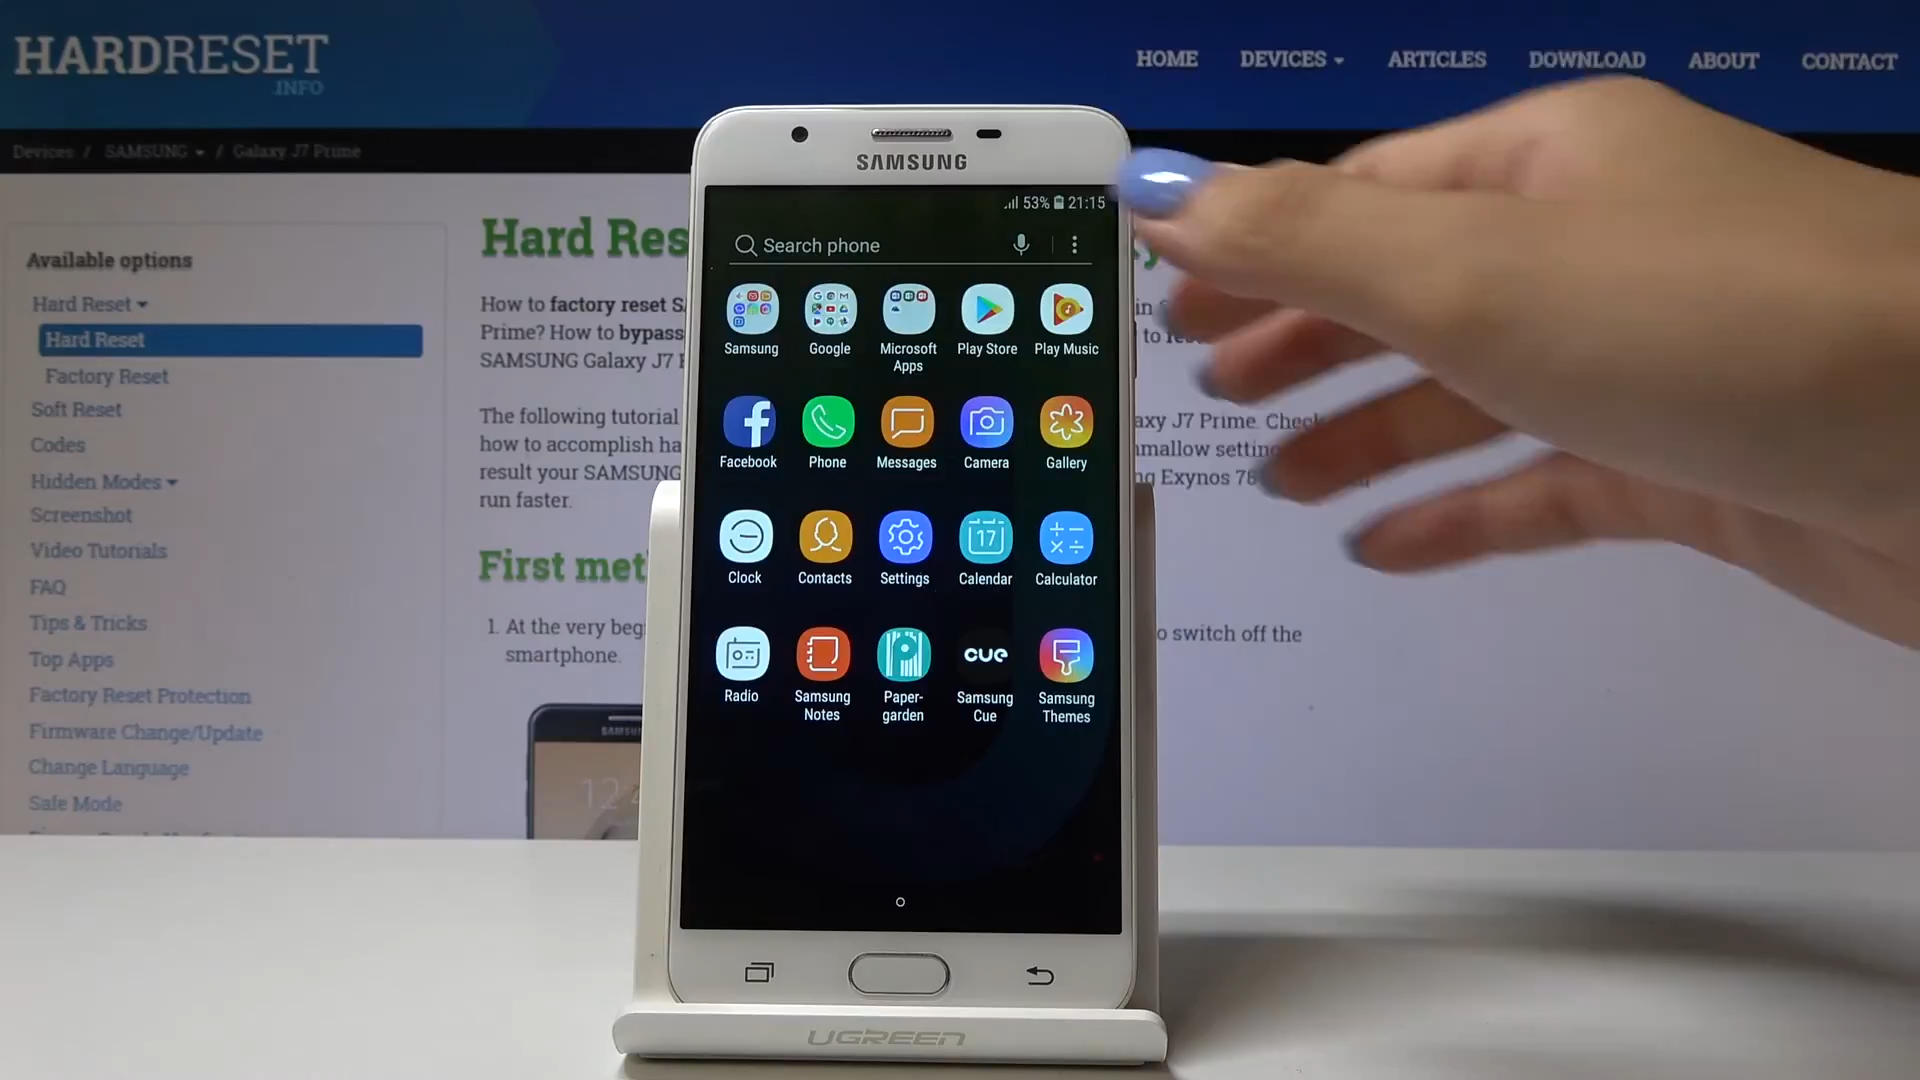 HARDRESET
.INFO
HOME DEVICES ARTICLES DOWNLOAD ABOUT CONTACT
Devices / SAMSUNG / Galaxy J7 Prime
Available options
Hard Reset
Hard Reset
Factory Reset
Soft Reset
Codes
Hidden Modes
Screenshot
Video Tutorials
FAQ
Tips & Tricks
Top Apps
Factory Reset Protection
Firmware Change/Update
Change Language
Safe Mode
Hard Res
How to factory reset S
Prime? How to bypass
SAMSUNG Galaxy J7
The following tutorial
axy J7 Prime. Check
how to accomplish ha
mallow setting
result your SAMSUNG
ng Exynos 78
run faster.
First met
1. At the very beg
o switch off the
smartphone.
SAMSUNG
53% 21:15
Search phone
Samsung Google Microsoft Apps Play Store Play Music
Facebook Phone Messages Camera Gallery
17
Clock Contacts Settings Calendar Calculator
CUE
Radio Samsung Notes Paper-garden Samsung Cue Samsung Themes
UGREEN